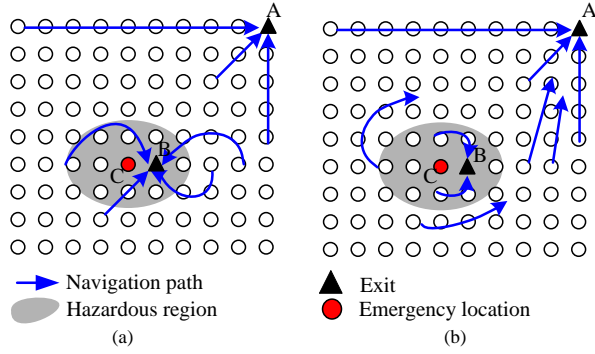 A
A
B
B
C
C
Navigation path
Exit
Hazardous region
Emergency location
(a)
(b)